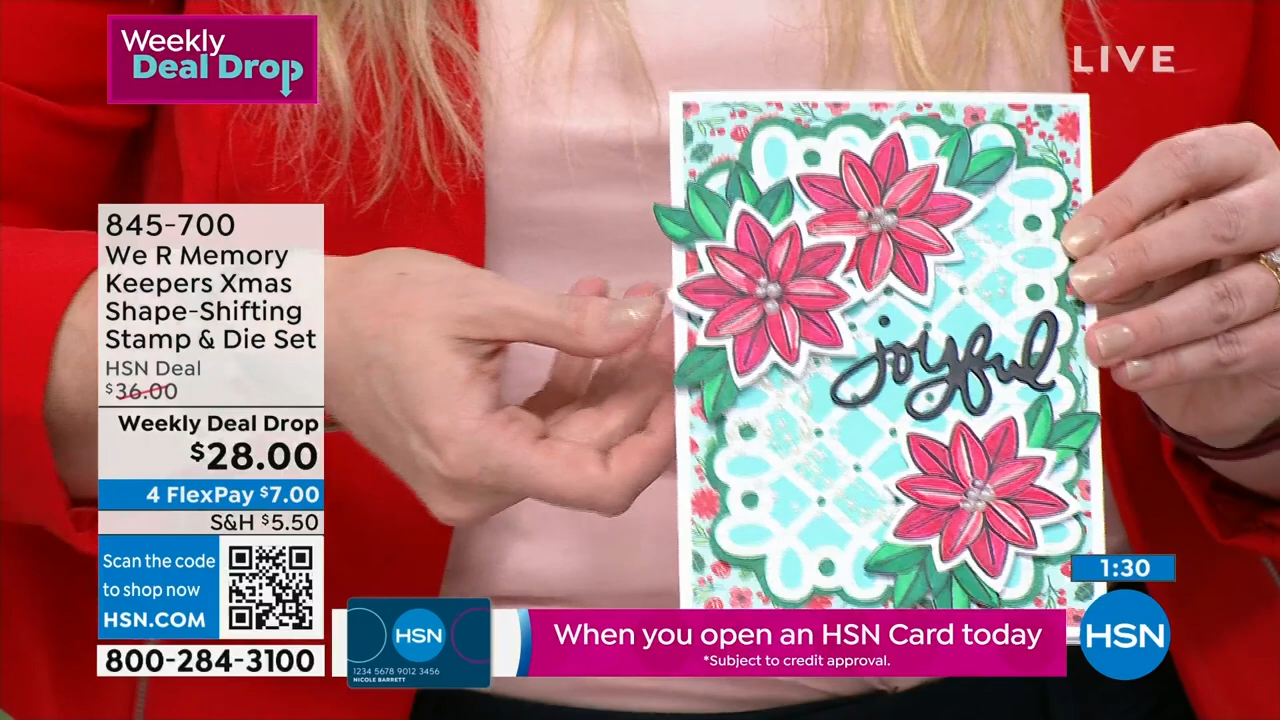 Weekly
Deal Drop
LIVE
845-700
We R Memory
Keepers Xmas
Shape-Shifting
Stamp & Die Set
HSN Deal
$36.00
Weekly Deal Drop
$28.00
4 FlexPay $7.00
S&H $5.50
Scan the code
to shop now
HSN.COM
800-284-3100
joyful
1:30
HSN
1234 5678 9012 3456
NICOLE BARRETT
When you open an HSN Card today
*Subject to credit approval.
HSN